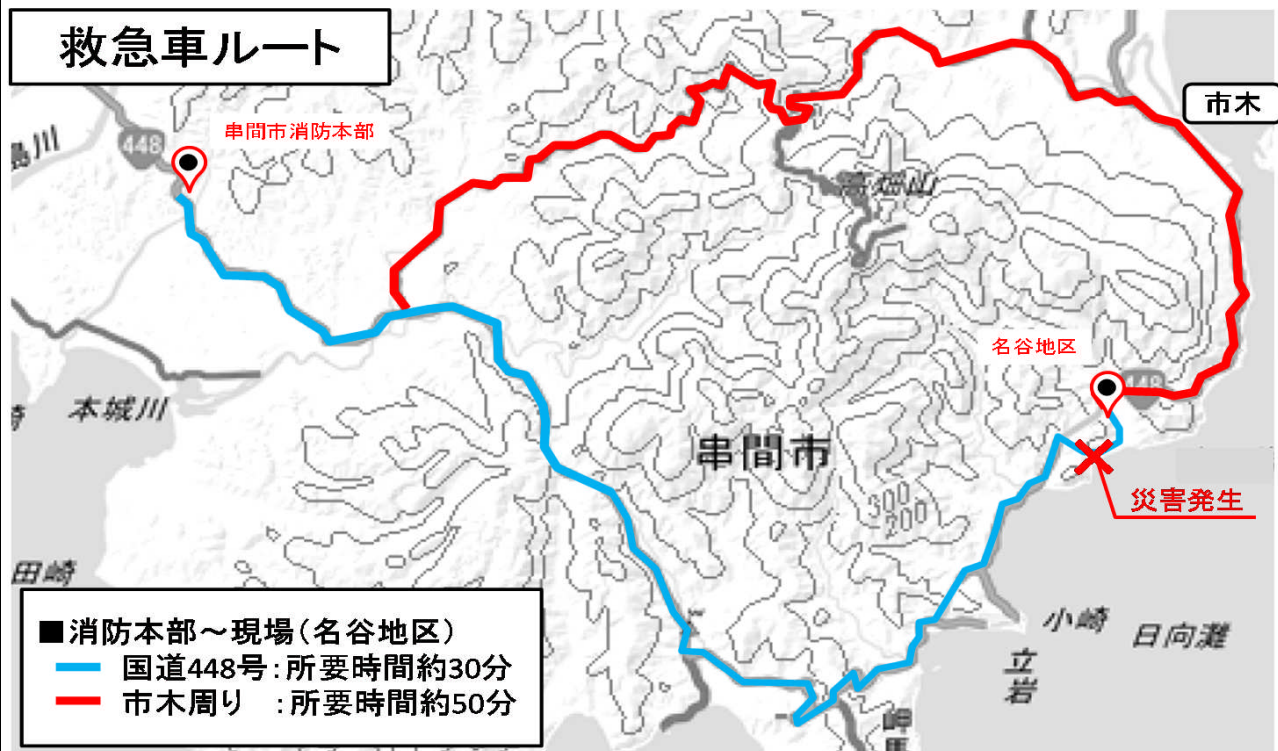 救急車ルート
市木
串間市消防本部
448
島川
高畑山
名谷地区
448
本城川
串間市
300
200
災害発生
田崎
小崎
日向灘
立岩
■消防本部~現場(名谷地区)
国道448号:所要時間約30分
市木周り :所要時間約50分